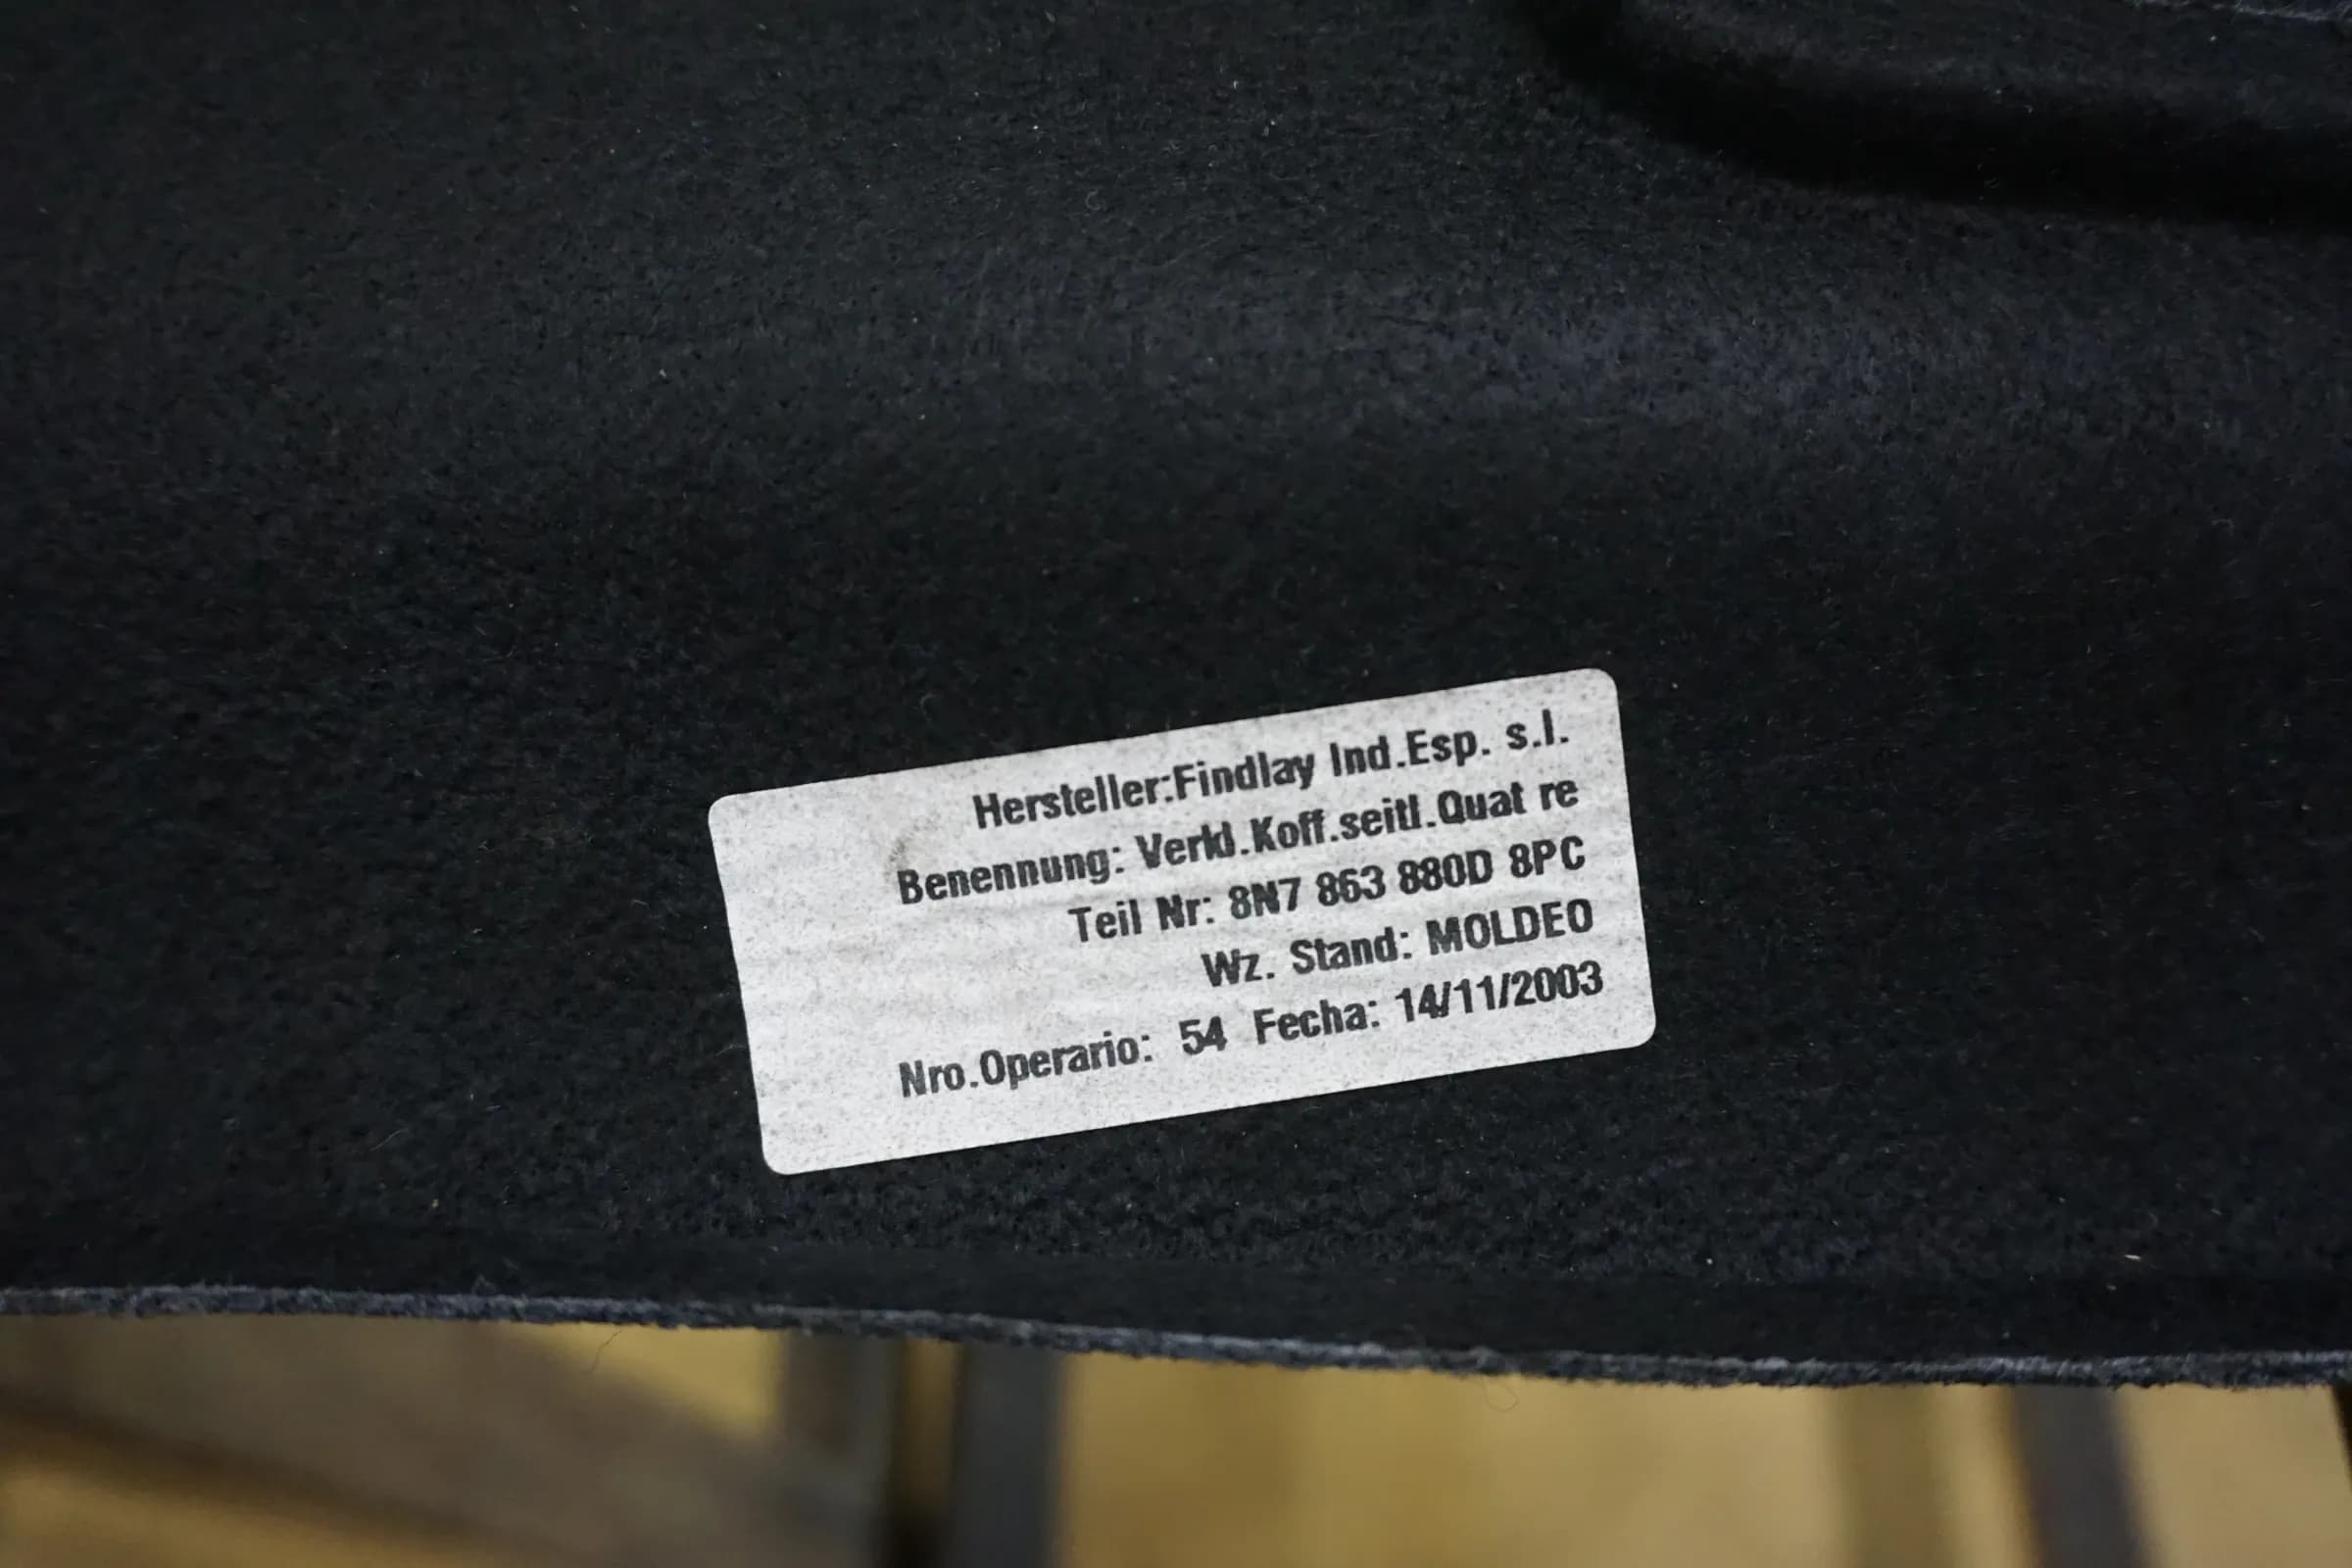 Hersteller:Findlay Ind.Esp. s.l.
Benennung: Verkl.Koff.seitl.Quat re
Teil Nr: 8N7 863 880D 8PC
Wz. Stand: MOLDEO
Nro.Operario: 54 Fecha: 14/11/2003